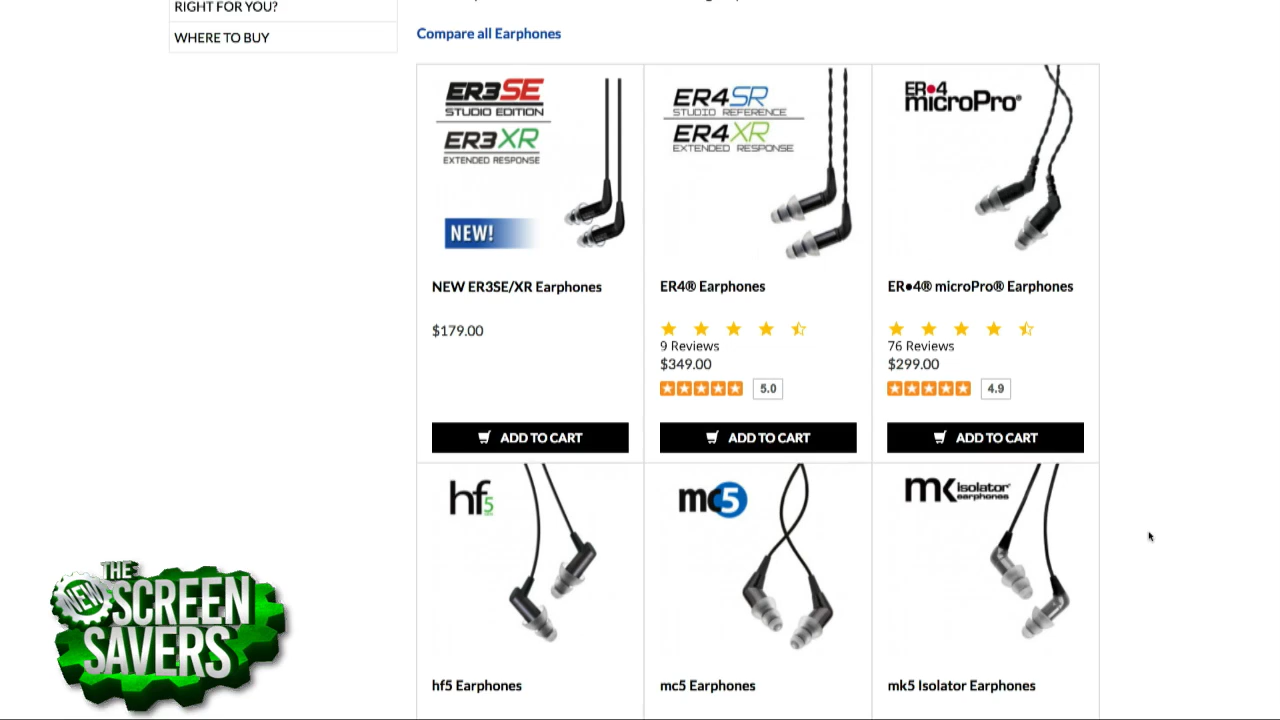 RIGHT FOR YOU?
WHERE TO BUY
Compare all Earphones
ER3SE
STUDIO EDITION
ER3XR
EXTENDED RESPONSE
NEW!
NEW ER3SE/XR Earphones
$179.00
ADD TO CART
ER4SR
STUDIO REFERENCE
ER4XR
EXTENDED RESPONSE
ER4® Earphones
9 Reviews
$349.00
5.0
ADD TO CART
ER•4
microPro®
ER•4® microPro® Earphones
76 Reviews
$299.00
4.9
ADD TO CART
hf5
hf5 Earphones
mc5
mc5 Earphones
mk isolator
earphones
mk5 Isolator Earphones
THE
NEW SCREEN
SAVERS